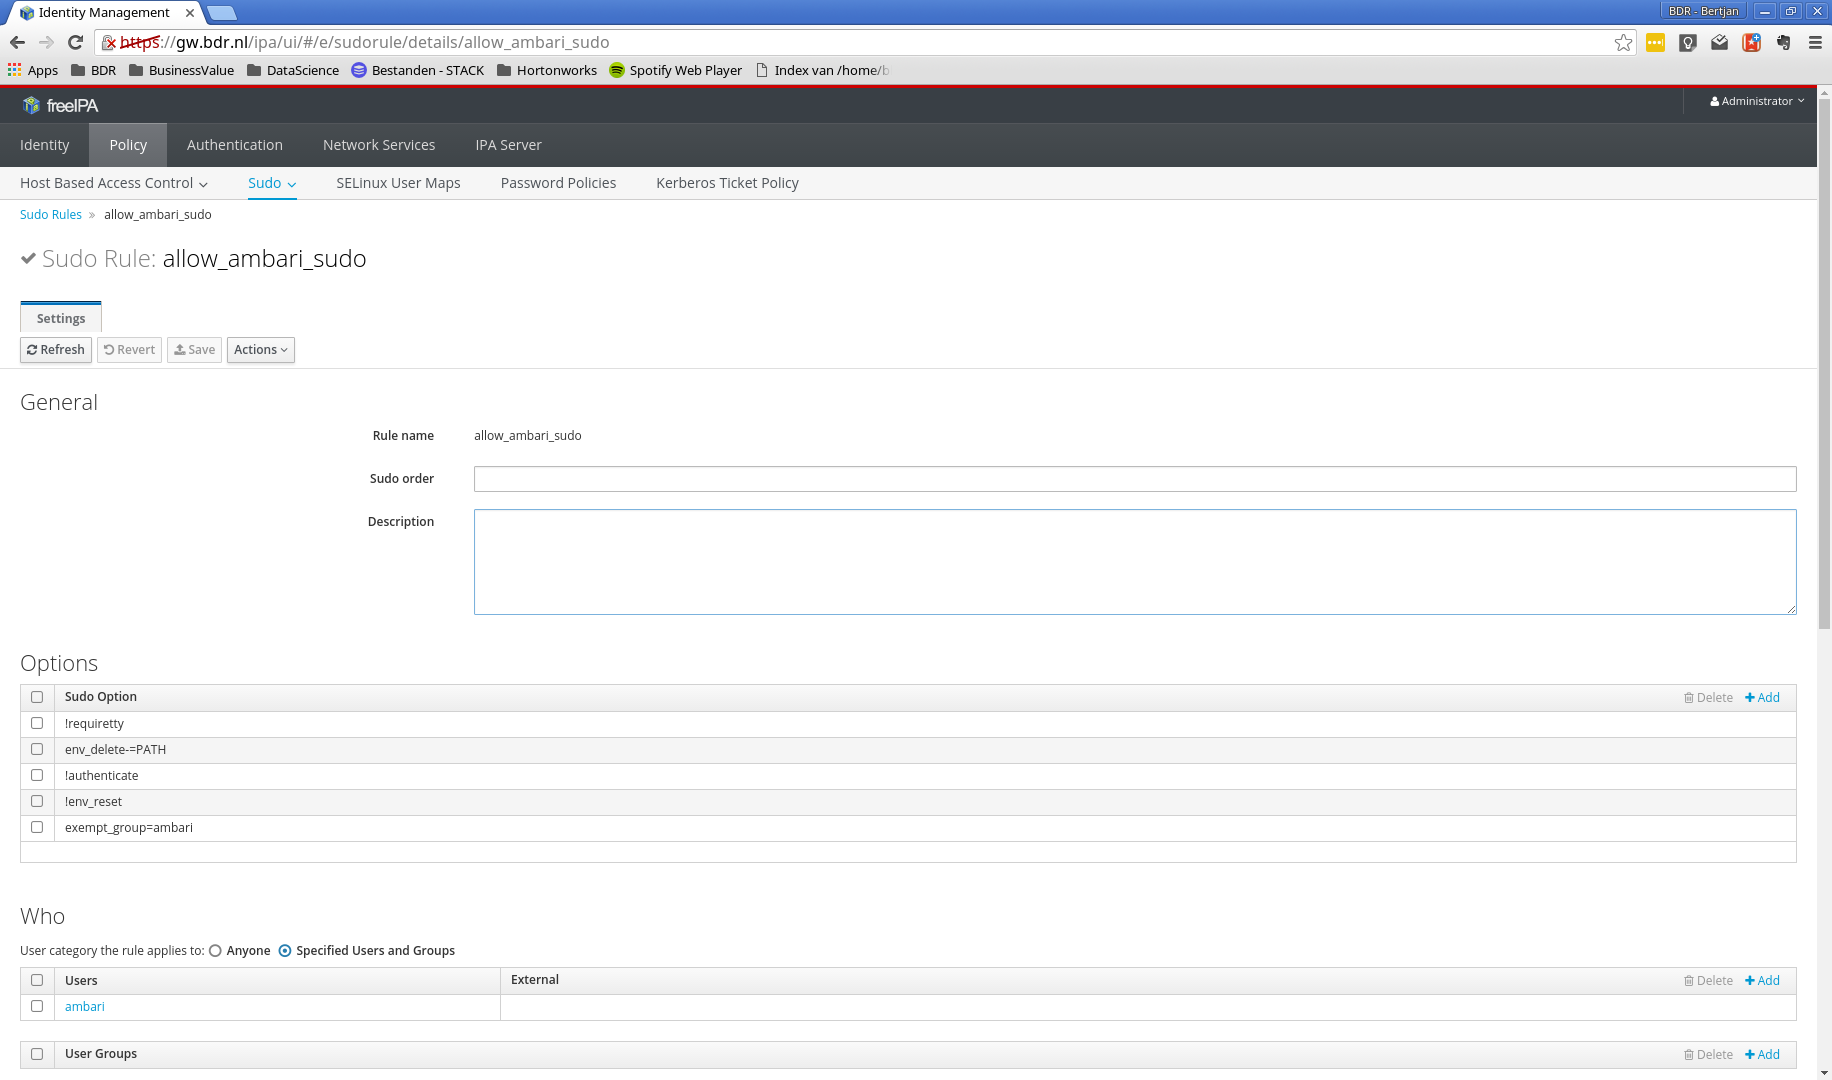 Identity Management
BDR - Bertjan
https://gw.bdr.nl/ipa/ui/#/e/sudorule/details/allow_ambari_sudo
Apps BDR BusinessValue DataScience Bestanden - STACK Hortonworks Spotify Web Player Index van /home/b
freeIPA
Administrator
Identity Policy Authentication Network Services IPA Server
Host Based Access Control Sudo SELinux User Maps Password Policies Kerberos Ticket Policy
Sudo Rules » allow_ambari_sudo
Sudo Rule: allow_ambari_sudo
Settings
Refresh Revert Save Actions
General
Rule name allow_ambari_sudo
Sudo order
Description
Options
Sudo Option Delete Add
!requiretty
env_delete-=PATH
!authenticate
!env_reset
exempt_group=ambari
Who
User category the rule applies to: Anyone Specified Users and Groups
Users External Delete Add
ambari
User Groups Delete Add